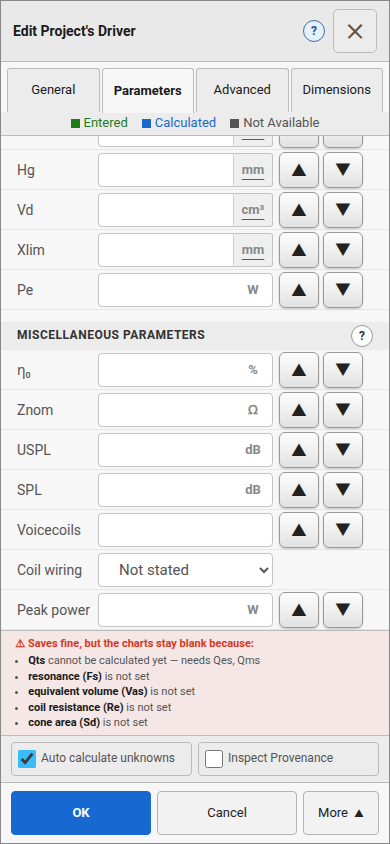 Edit Project's Driver
?
General
Parameters
Advanced
Dimensions
Entered
Calculated
Not Available
Hg
mm
Vd
cm³
Xlim
mm
Pe
W
MISCELLANEOUS PARAMETERS
?
η₀
%
Znom
Ω
USPL
dB
SPL
dB
Voicecoils
Coil wiring
Not stated
Peak power
W
⚠ Saves fine, but the charts stay blank because:
• Qts cannot be calculated yet — needs Qes, Qms
• resonance (Fs) is not set
• equivalent volume (Vas) is not set
• coil resistance (Re) is not set
• cone area (Sd) is not set
Auto calculate unknowns
Inspect Provenance
OK
Cancel
More ▲